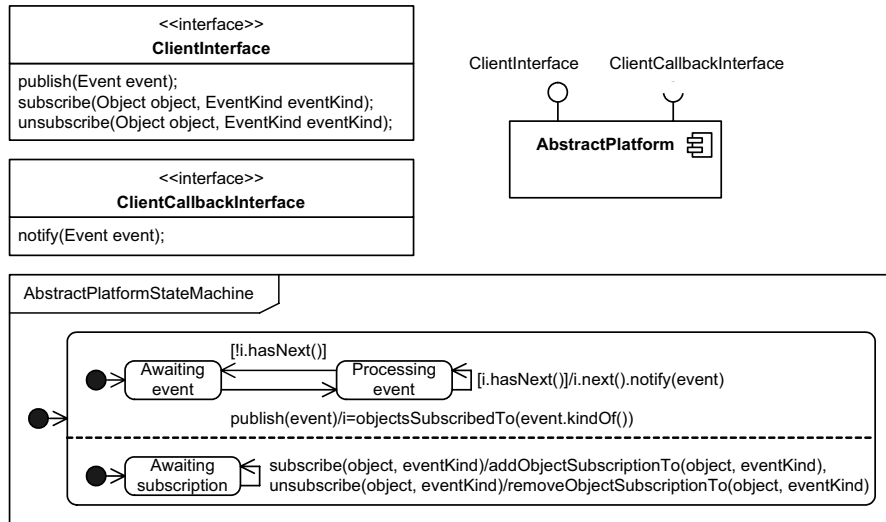 <<interface>>
ClientInterface
publish(Event event);
subscribe(Object object, EventKind eventKind);
unsubscribe(Object object, EventKind eventKind);
ClientInterface
ClientCallbackInterface
AbstractPlatform
<<interface>>
ClientCallbackInterface
notify(Event event);
AbstractPlatformStateMachine
[!i.hasNext()]
Awaiting
event
Processing
event
[i.hasNext()]/i.next().notify(event)
publish(event)/i=objectsSubscribedTo(event.kindOf())
Awaiting
subscription
subscribe(object, eventKind)/addObjectSubscriptionTo(object, eventKind),
unsubscribe(object, eventKind)/removeObjectSubscriptionTo(object, eventKind)